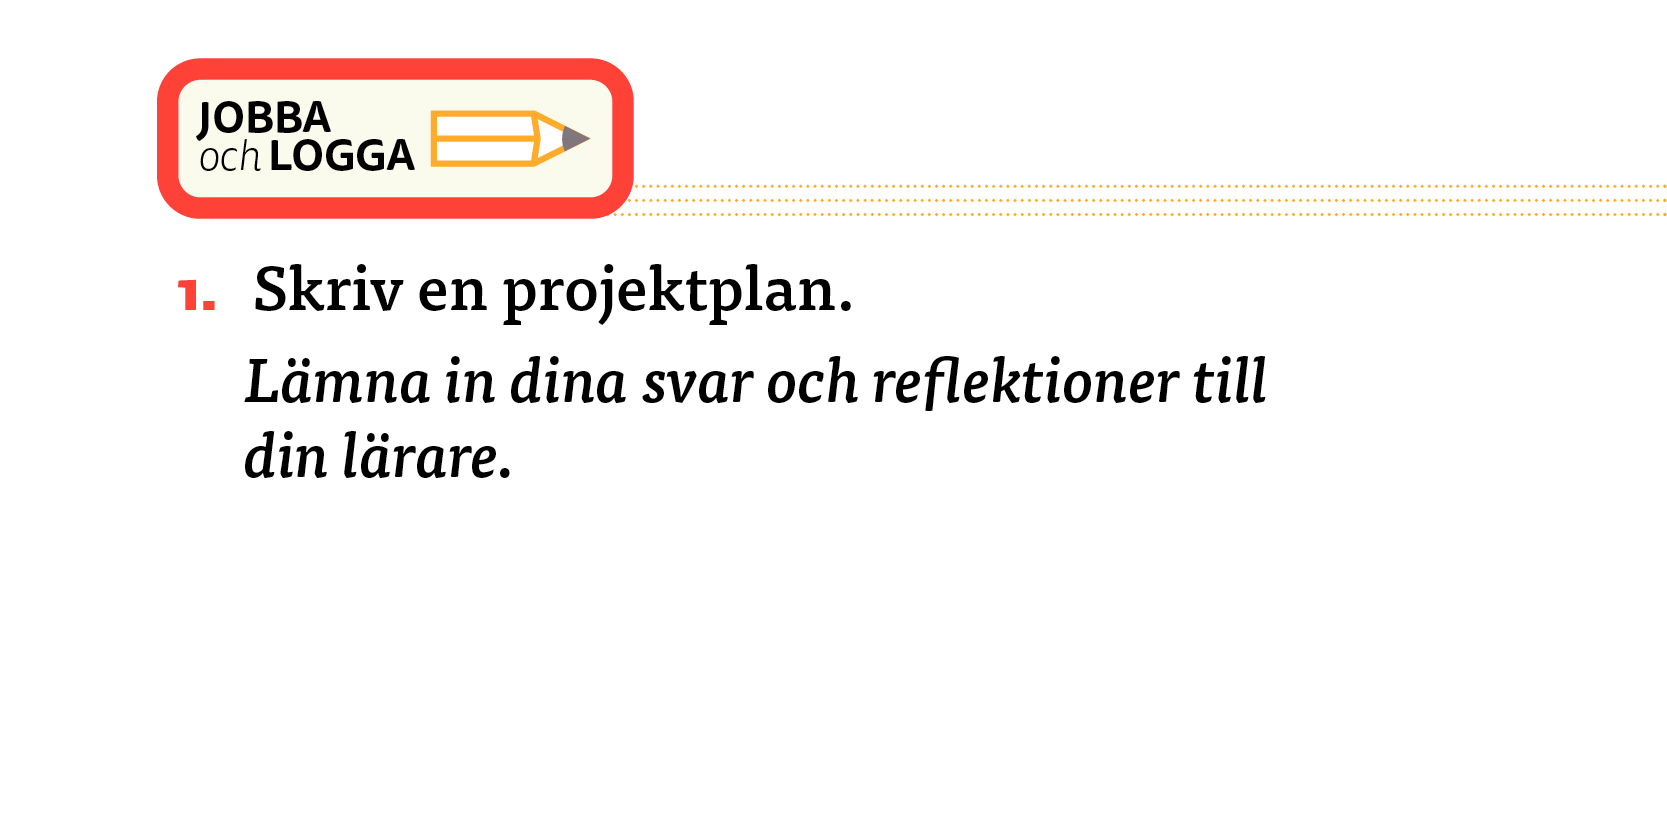 JOBBA
och LOGGA
1. Skriv en projektplan.
Lämna in dina svar och reflektioner till
din lärare.